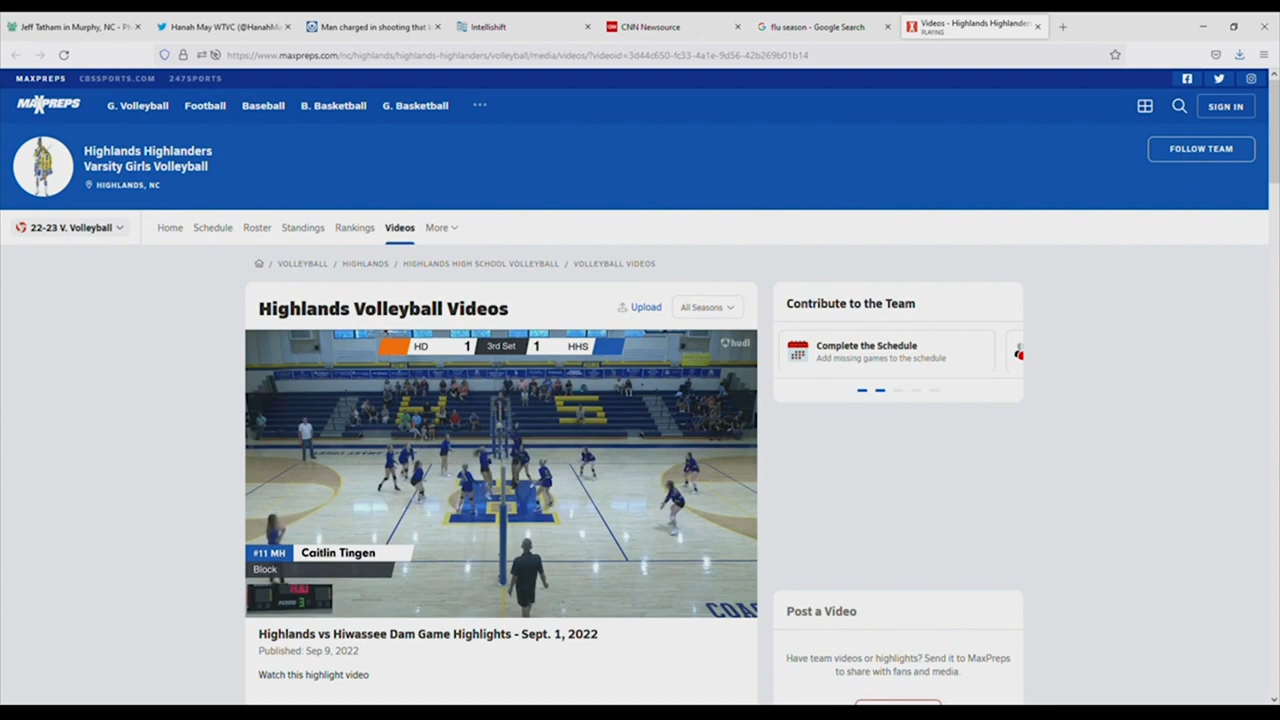 Jeff Tatham in Murphy, NC - Ph
Hanah May WTVC (@HanahMa
Man charged in shooting that l
Intellishift
CNN Newsource
flu season - Google Search
Videos - Highlands Highlanders
PLAYING
https://www.maxpreps.com/nc/highlands/highlands-highlanders/volleyball/media/videos/?videoid=3d44c650-fc33-4a1e-9d56-42b269b01b14
MAXPREPS CBSSPORTS.COM 247SPORTS
MAXPREPS G. Volleyball Football Baseball B. Basketball G. Basketball ··· SIGN IN
Highlands Highlanders
Varsity Girls Volleyball
HIGHLANDS, NC
FOLLOW TEAM
22-23 V. Volleyball Home Schedule Roster Standings Rankings Videos More
/ VOLLEYBALL / HIGHLANDS / HIGHLANDS HIGH SCHOOL VOLLEYBALL / VOLLEYBALL VIDEOS
Highlands Volleyball Videos Upload All Seasons
HD 1 3rd Set 1 HHS
hudl
H S
#11 MH Caitlin Tingen
Block
COAC
Highlands vs Hiwassee Dam Game Highlights - Sept. 1, 2022
Published: Sep 9, 2022
Watch this highlight video
Contribute to the Team
Complete the Schedule
Add missing games to the schedule
Post a Video
Have team videos or highlights? Send it to MaxPreps
to share with fans and media.